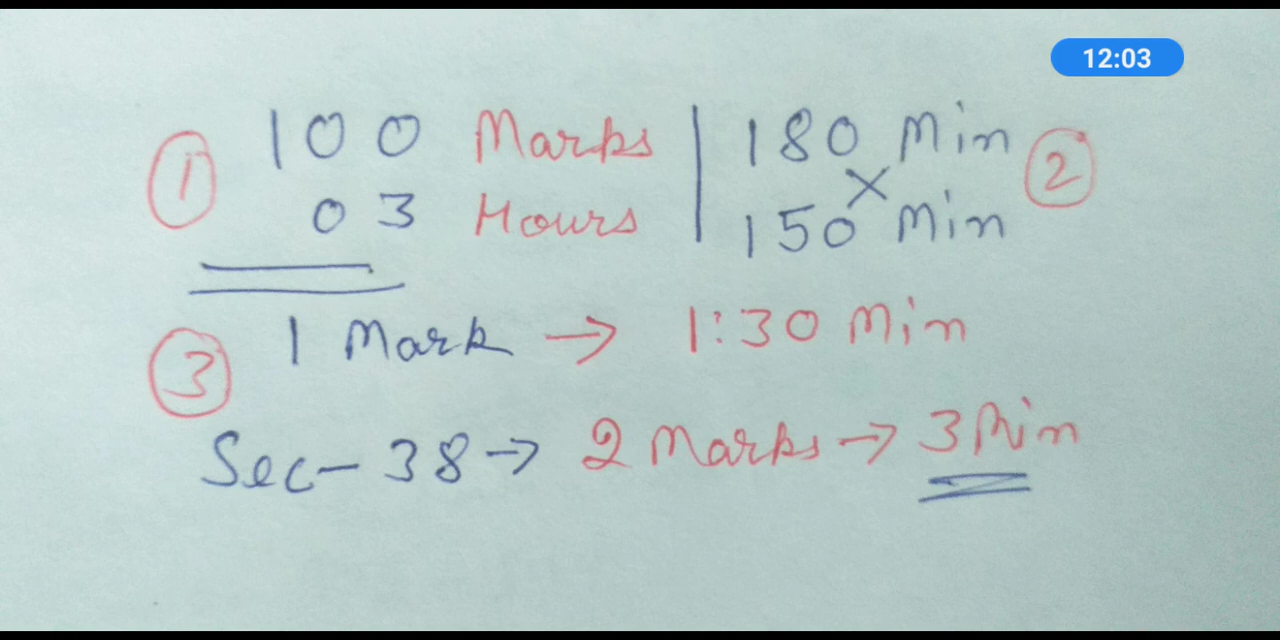 12:03
① 100 Marks | 180 Min ②
03 Hours | 150 Min
×
③ 1 Mark → 1:30 Min
Sec - 38 → 2 Marks → 3 Min